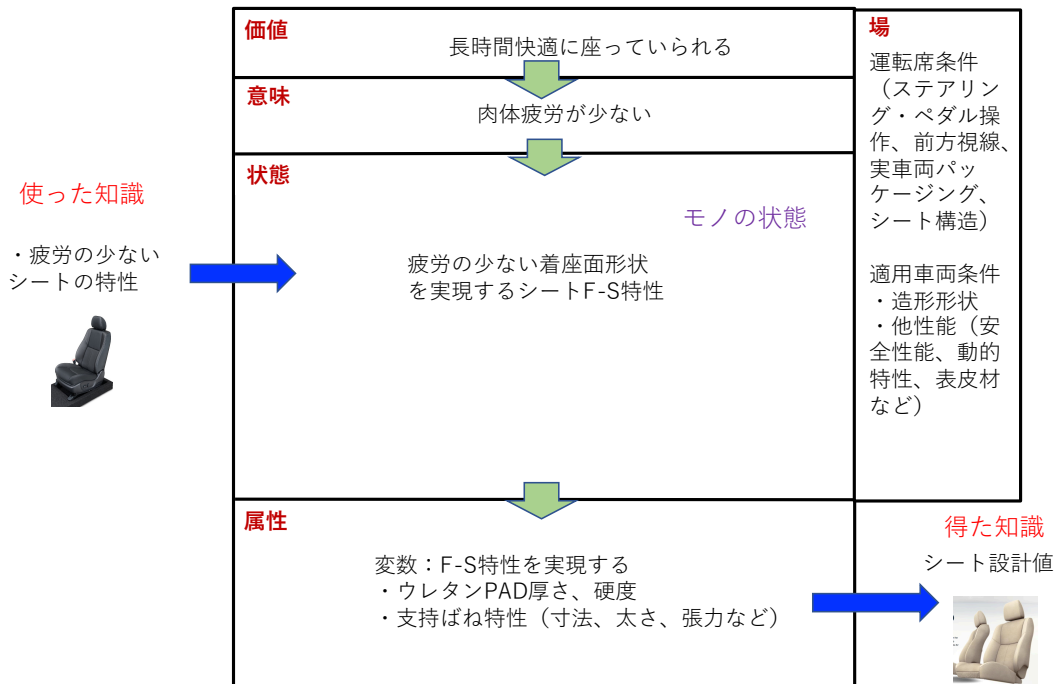 価値
長時間快適に座っていられる
意味
肉体疲労が少ない
状態
モノの状態
疲労の少ない着座面形状
を実現するシートF-S特性
使った知識
・疲労の少ない
シートの特性
場
運転席条件
（ステアリン
グ・ペダル操
作、前方視線、
実車両パッ
ケージング、
シート構造）
適用車両条件
・造形形状
・他性能（安
全性能、動的
特性、表皮材
など）
属性
変数：F-S特性を実現する
・ウレタンPAD厚さ、硬度
・支持ばね特性（寸法、太さ、張力など）
得た知識
シート設計値